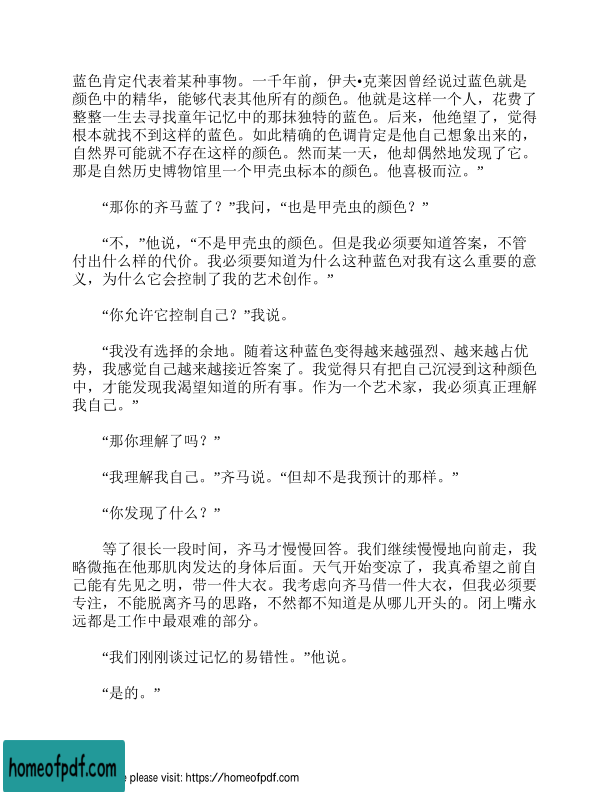 蓝色肯定代表着某种事物。一千年前，伊夫•克莱因曾经说过蓝色就是
颜色中的精华，能够代表其他所有的颜色。他就是这样一个人，花费了
整整一生去寻找童年记忆中的那抹独特的蓝色。后来，他绝望了，觉得
根本就找不到这样的蓝色。如此精确的色调肯定是他自己想象出来的，
自然界可能就不存在这样的颜色。然而某一天，他却偶然地发现了它。
那是自然历史博物馆里一个甲壳虫标本的颜色。他喜极而泣。”
“那你的齐马蓝了？”我问，“也是甲壳虫的颜色？”
“不，”他说，“不是甲壳虫的颜色。但是我必须要知道答案，不管
付出什么样的代价。我必须要知道为什么这种蓝色对我有这么重要的意
义，为什么它会控制了我的艺术创作。”
“你允许它控制自己？”我说。
“我没有选择的余地。随着这种蓝色变得越来越强烈、越来越占优
势，我感觉自己越来越接近答案了。我觉得只有把自己沉浸到这种颜色
中，才能发现我渴望知道的所有事。作为一个艺术家，我必须真正理解
我自己。”
“那你理解了吗？”
“我理解我自己。”齐马说。“但却不是我预计的那样。”
“你发现了什么？”
等了很长一段时间，齐马才慢慢回答。我们继续慢慢地向前走，我
略微拖在他那肌肉发达的身体后面。天气开始变凉了，我真希望之前自
己能有先见之明，带一件大衣。我考虑向齐马借一件大衣，但我必须要
专注，不能脱离齐马的思路，不然都不知道是从哪儿开头的。闭上嘴永
远都是工作中最艰难的部分。
“我们刚刚谈过记忆的易错性。”他说。
“是的。”
homeofpdf.com
e please visit: https://homeofpdf.com